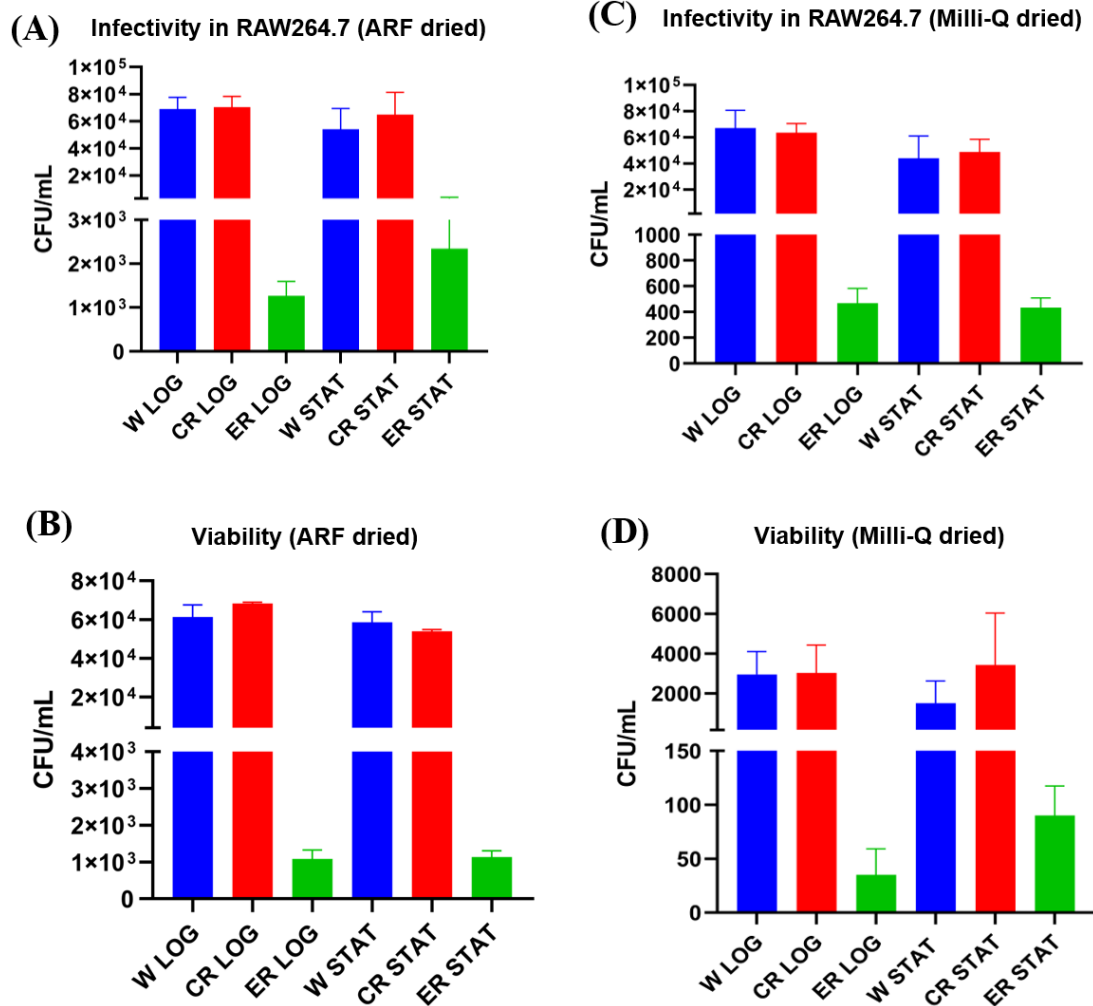 (A)
Infectivity in RAW264.7 (ARF dried)
1×10⁵
8×10⁴
6×10⁴
4×10⁴
2×10⁴
3×10³
2×10³
1×10³
0
CFU/mL
W LOG
CR LOG
ER LOG
W STAT
CR STAT
ER STAT
(C)
Infectivity in RAW264.7 (Milli-Q dried)
1×10⁵
8×10⁴
6×10⁴
4×10⁴
2×10⁴
1000
800
600
400
200
0
CFU/mL
W LOG
CR LOG
ER LOG
W STAT
CR STAT
ER STAT
(B)
Viability (ARF dried)
8×10⁴
6×10⁴
4×10⁴
2×10⁴
4×10³
3×10³
2×10³
1×10³
0
CFU/mL
W LOG
CR LOG
ER LOG
W STAT
CR STAT
ER STAT
(D)
Viability (Milli-Q dried)
8000
6000
4000
2000
150
100
50
0
CFU/mL
W LOG
CR LOG
ER LOG
W STAT
CR STAT
ER STAT